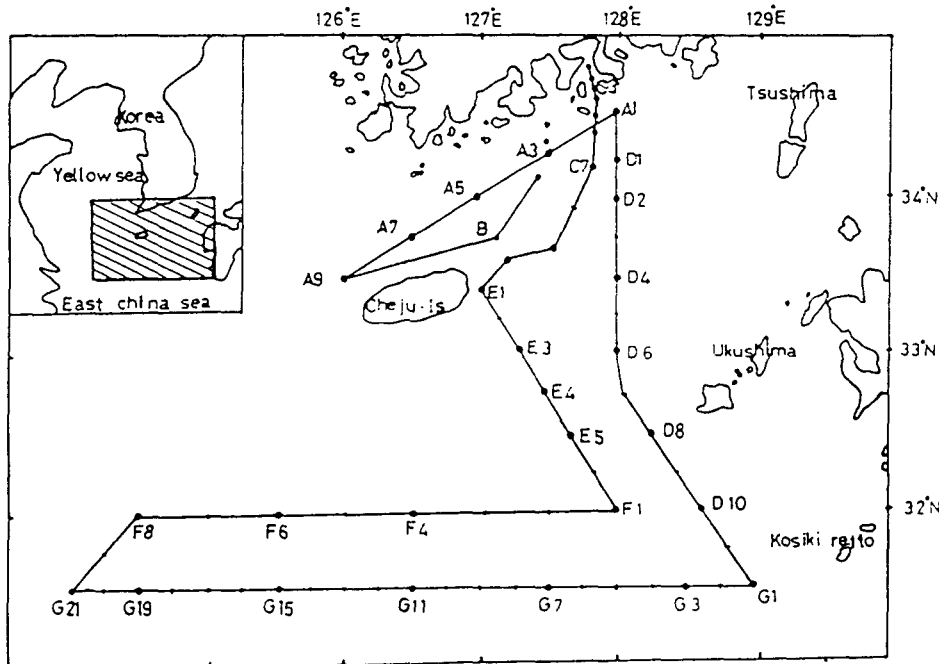 126°E 127°E 128°E 129°E
Korea
Yellow sea
East china sea
C3
A1
Tsushima
A3
C7
D1
A5
D2
34°N
A7
B
A9
D4
Cheju-is
E1
E3
D6
Ukushima
33°N
E4
E5
D8
F8
F6
F4
F1
D10
32°N
Kosiki retto
G21
G19
G15
G11
G7
G3
G1